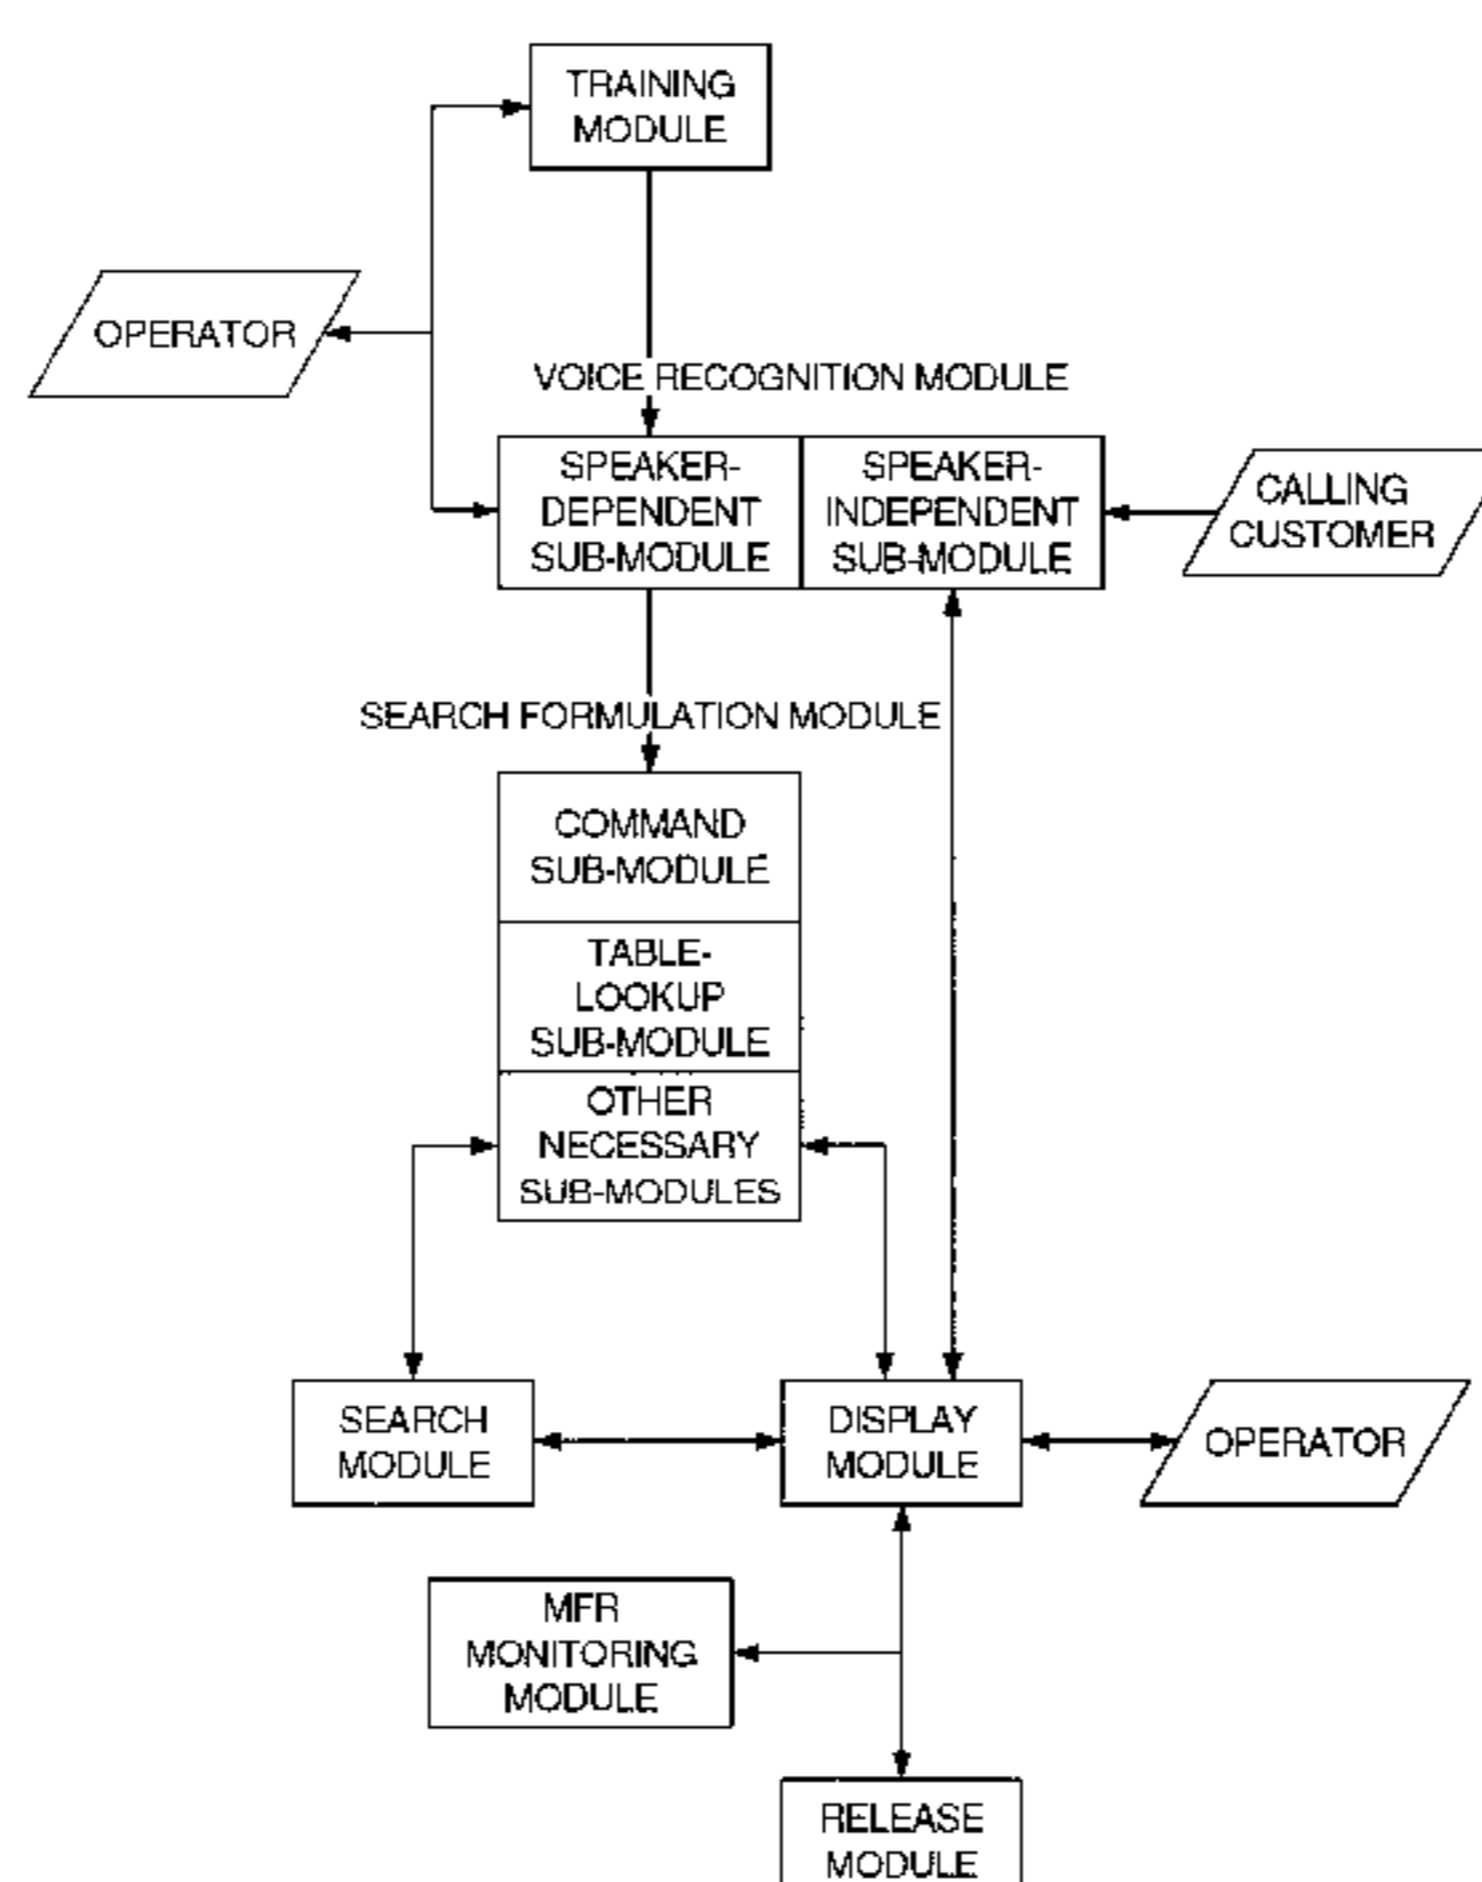 TRAINING
MODULE
OPERATOR
VOICE RECOGNITION MODULE
SPEAKER-
DEPENDENT
SUB-MODULE
SPEAKER-
INDEPENDENT
SUB-MODULE
CALLING
CUSTOMER
SEARCH FORMULATION MODULE
COMMAND
SUB-MODULE
TABLE-
LOOKUP
SUB-MODULE
OTHER
NECESSARY
SUB-MODULES
SEARCH
MODULE
DISPLAY
MODULE
OPERATOR
MFR
MONITORING
MODULE
RELEASE
MODULE